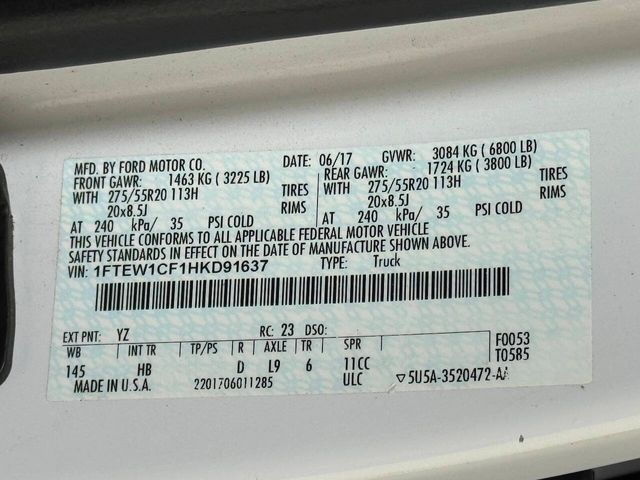 MFD. BY FORD MOTOR CO. DATE: 06/17 GVWR: 3084 KG ( 6800 LB)
FRONT GAWR: 1463 KG ( 3225 LB) REAR GAWR: 1724 KG ( 3800 LB)
WITH 275/55R20 113H TIRES WITH 275/55R20 113H TIRES
20x8.5J RIMS 20x8.5J RIMS
AT 240 kPa/ 35 PSI COLD AT 240 kPa/ 35 PSI COLD
THIS VEHICLE CONFORMS TO ALL APPLICABLE FEDERAL MOTOR VEHICLE
SAFETY STANDARDS IN EFFECT ON THE DATE OF MANUFACTURE SHOWN ABOVE.
VIN: 1FTEW1CF1HKD91637 TYPE: Truck
EXT PNT: YZ RC: 23 DSO: F0053
WB INT TR TP/PS R AXLE TR SPR T0585
145 HB D L9 6 11CC
MADE IN U.S.A. 2201706011285 ULC ▽5U5A-3520472-AA